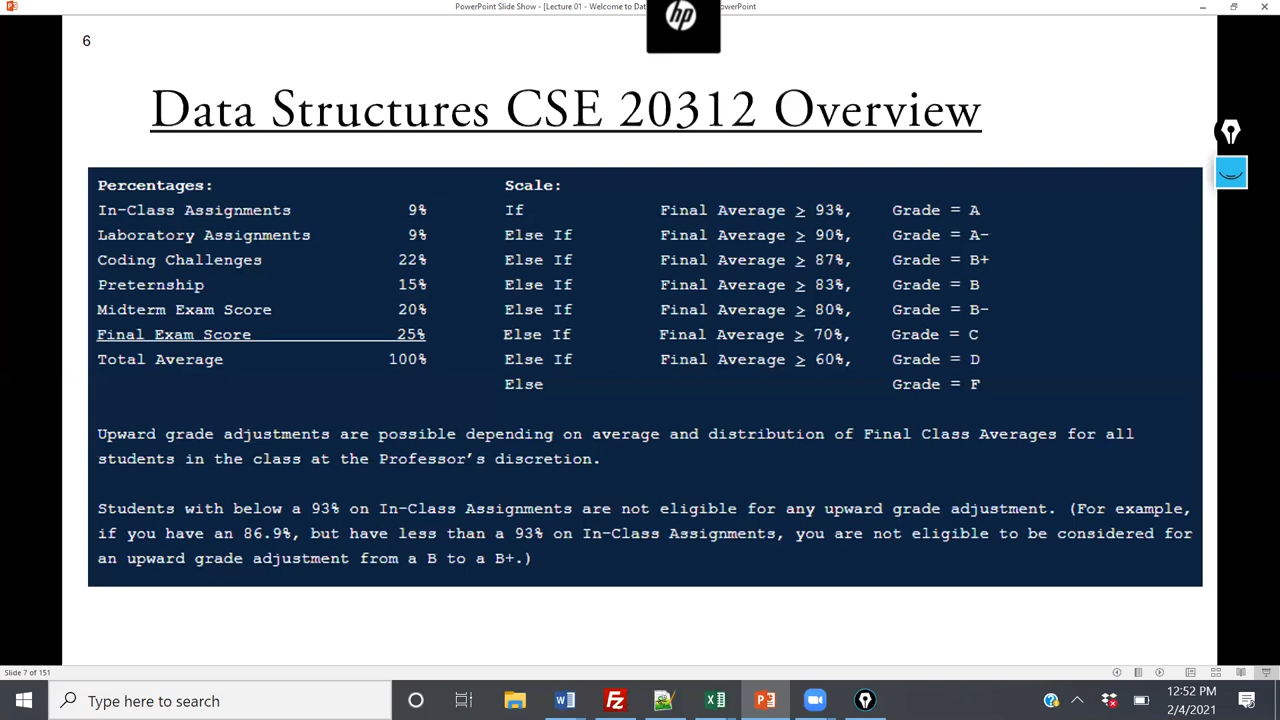 PowerPoint Slide Show - [Lecture 01 - Welcome to Dat
owerPoint
hp
6
Data Structures CSE 20312 Overview
Percentages: Scale:
In-Class Assignments 9% If Final Average ≥ 93%, Grade = A
Laboratory Assignments 9% Else If Final Average ≥ 90%, Grade = A-
Coding Challenges 22% Else If Final Average ≥ 87%, Grade = B+
Preternship 15% Else If Final Average ≥ 83%, Grade = B
Midterm Exam Score 20% Else If Final Average ≥ 80%, Grade = B-
Final Exam Score 25% Else If Final Average ≥ 70%, Grade = C
Total Average 100% Else If Final Average ≥ 60%, Grade = D
Else Grade = F
Upward grade adjustments are possible depending on average and distribution of Final Class Averages for all
students in the class at the Professor's discretion.
Students with below a 93% on In-Class Assignments are not eligible for any upward grade adjustment. (For example,
if you have an 86.9%, but have less than a 93% on In-Class Assignments, you are not eligible to be considered for
an upward grade adjustment from a B to a B+.)
Slide 7 of 151
Type here to search
12:52 PM
2/4/2021